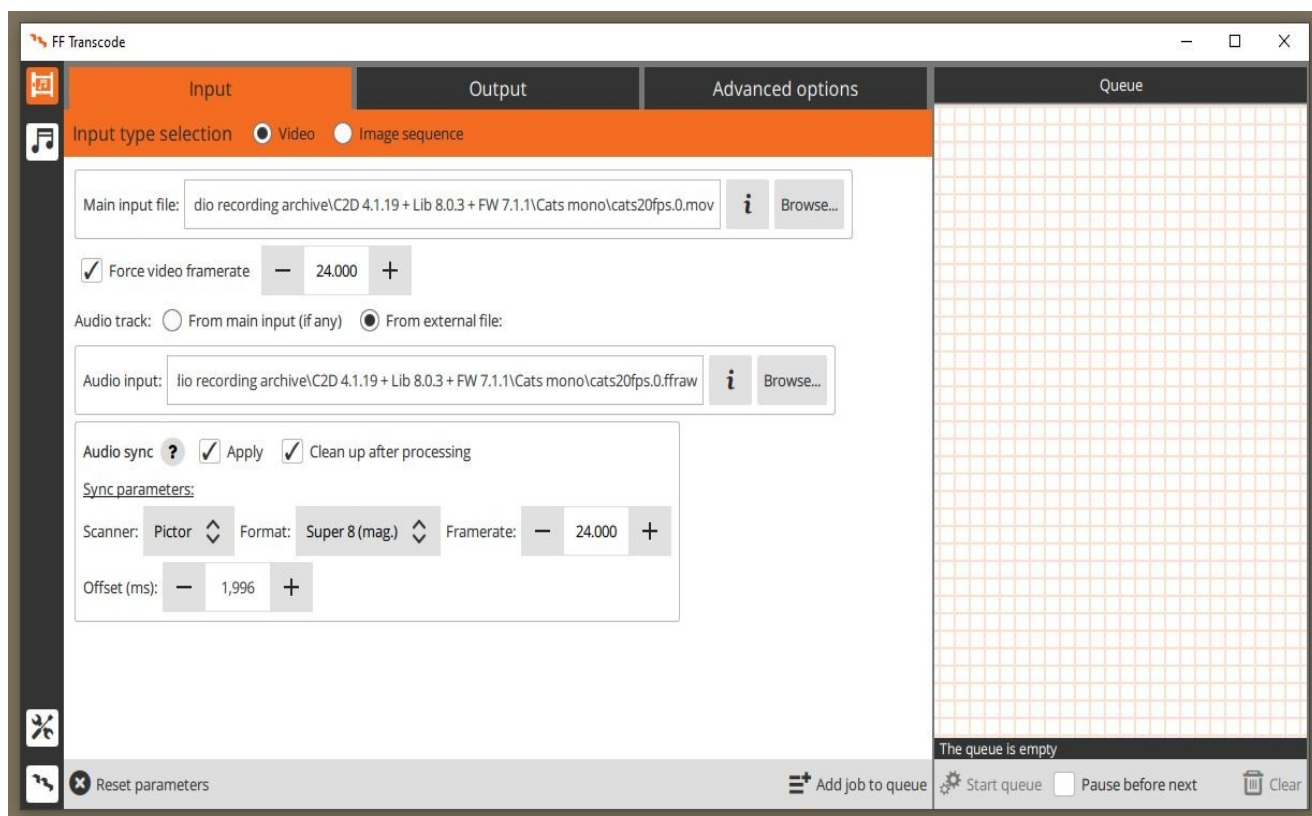 FF Transcode
Input Output Advanced options Queue
Input type selection Video Image sequence
Main input file: dio recording archive\C2D 4.1.19 + Lib 8.0.3 + FW 7.1.1\Cats mono\cats20fps.0.mov i Browse...
✓ Force video framerate − 24.000 +
Audio track: From main input (if any) From external file:
Audio input: lio recording archive\C2D 4.1.19 + Lib 8.0.3 + FW 7.1.1\Cats mono\cats20fps.0.ffraw i Browse...
Audio sync ? ✓ Apply ✓ Clean up after processing
Sync parameters:
Scanner: Pictor Format: Super 8 (mag.) Framerate: − 24.000 +
Offset (ms): − 1,996 +
The queue is empty
Reset parameters Add job to queue Start queue Pause before next Clear